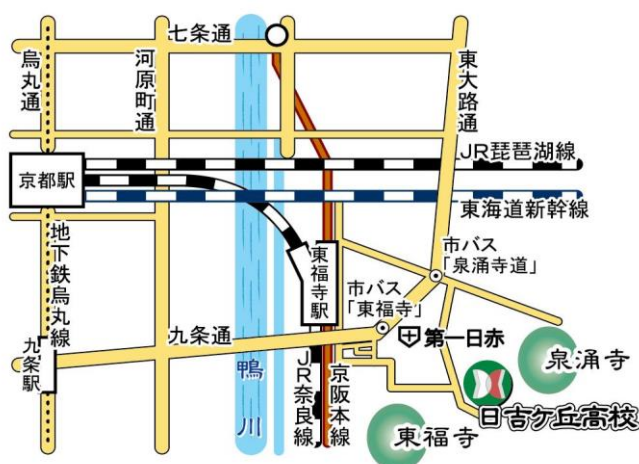 七条通
烏丸通
河原町通
東大路通
JR琵琶湖線
京都駅
東海道新幹線
地下鉄烏丸線
東福寺駅
市バス
「泉涌寺道」
市バス
「東福寺」
九条通
九条駅
第一日赤
泉涌寺
鴨川
JR奈良線
京阪本線
日吉ケ丘高校
東福寺